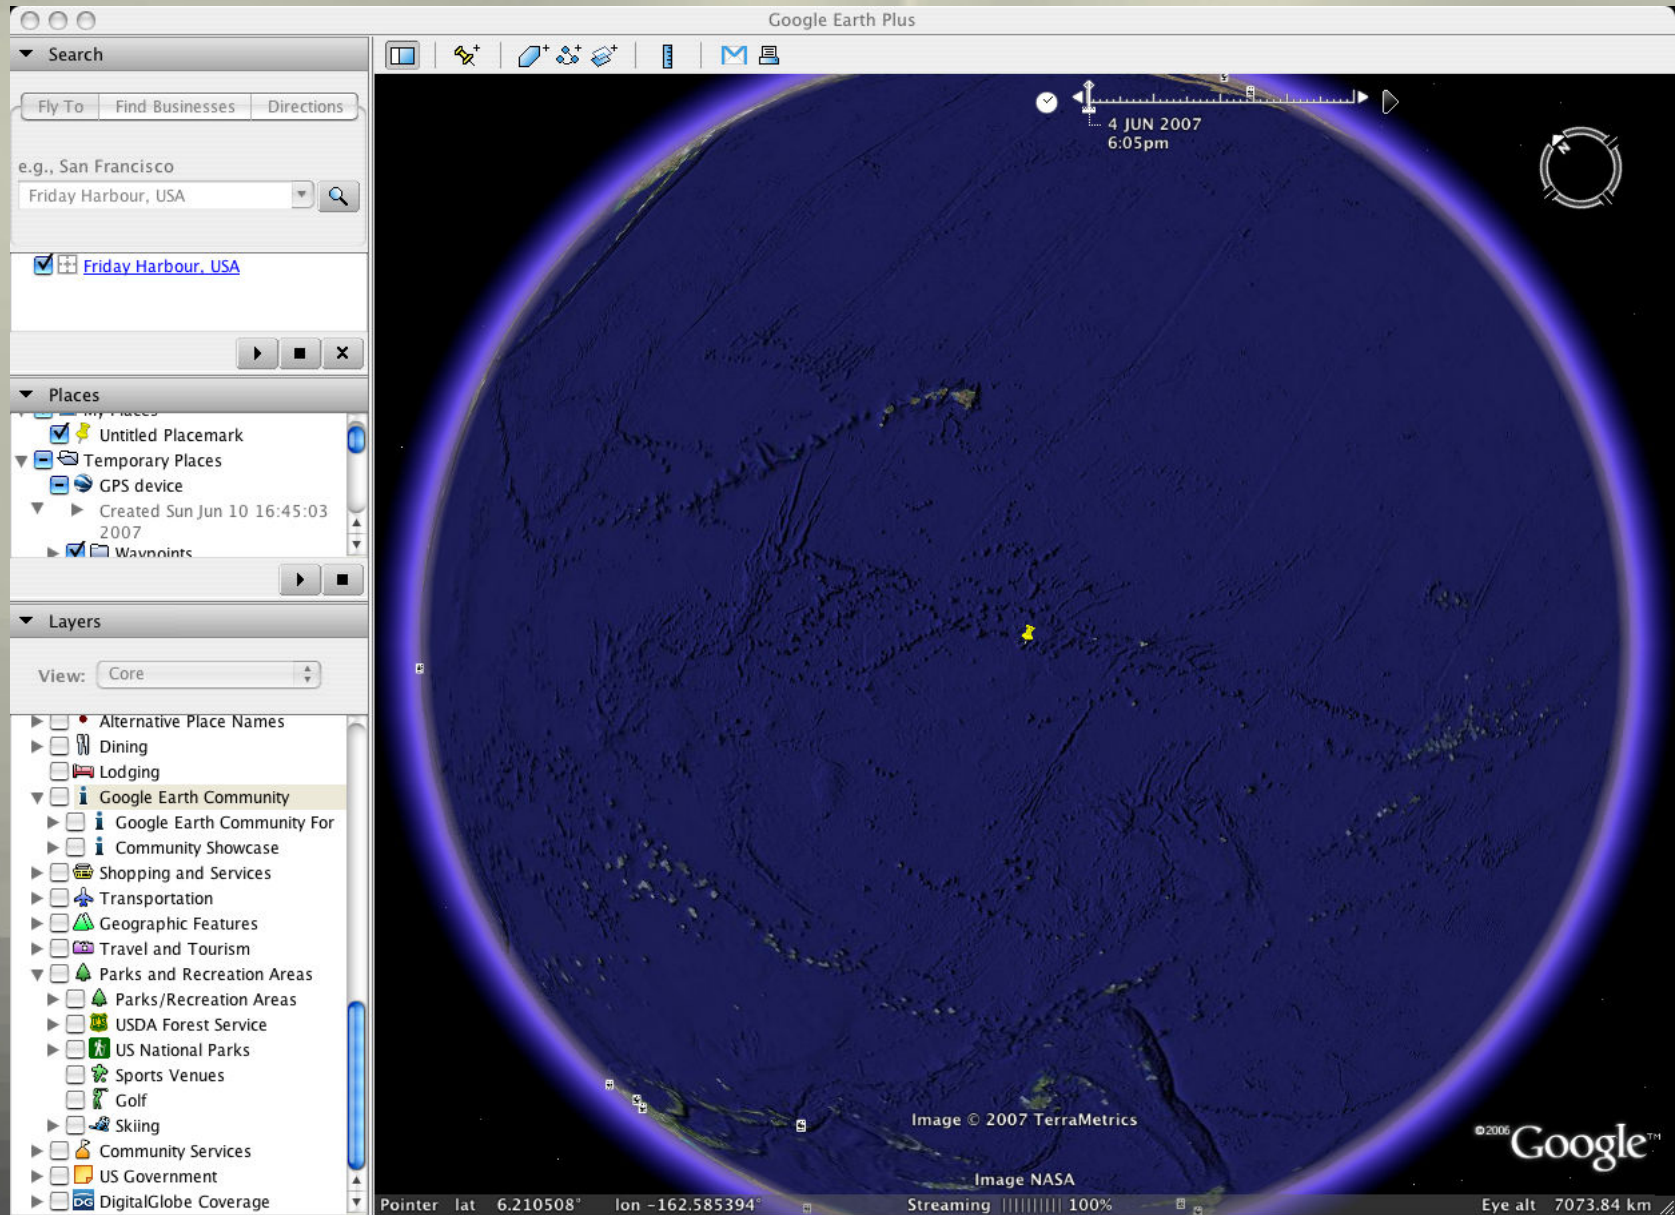 Google Earth Plus
Search
Fly To
Find Businesses
Directions
e.g., San Francisco
Friday Harbour, USA
Friday Harbour, USA
Places
My Places
Untitled Placemark
Temporary Places
GPS device
Created Sun Jun 10 16:45:03
2007
Waypoints
Layers
View:
Core
Alternative Place Names
Dining
Lodging
Google Earth Community
Google Earth Community For
Community Showcase
Shopping and Services
Transportation
Geographic Features
Travel and Tourism
Parks and Recreation Areas
Parks/Recreation Areas
USDA Forest Service
US National Parks
Sports Venues
Golf
Skiing
Community Services
US Government
DG DigitalGlobe Coverage
4 JUN 2007
6:05pm
N
Image © 2007 TerraMetrics
Image NASA
©2006 Google™
Pointer lat 6.210508° lon -162.585394°
Streaming |||||||||| 100%
Eye alt 7073.84 km